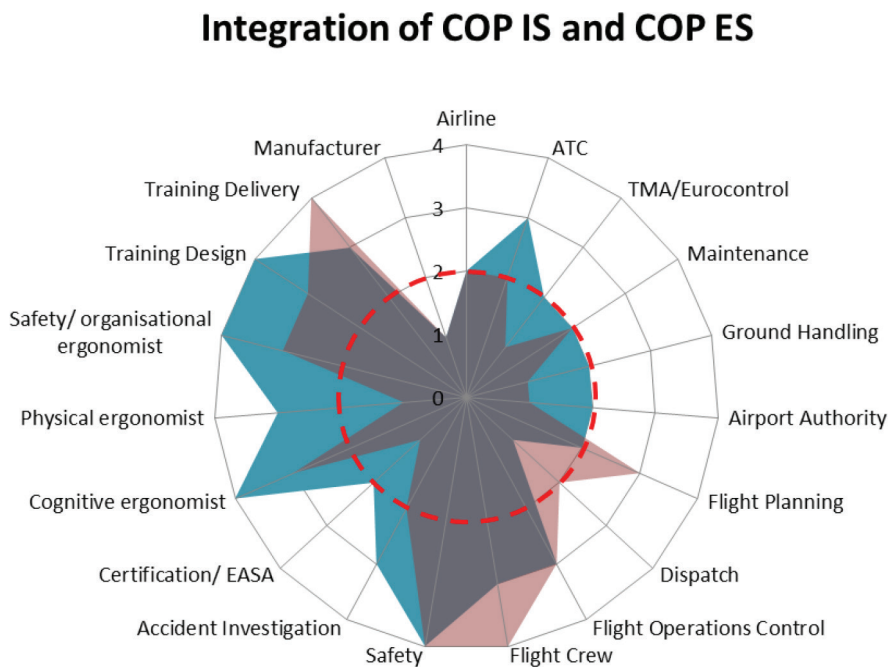 Integration of COP IS and COP ES
Airline
ATC
TMA/Eurocontrol
Maintenance
Ground Handling
Airport Authority
Flight Planning
Dispatch
Flight Operations Control
Flight Crew
Safety
Accident Investigation
Certification/ EASA
Cognitive ergonomist
Physical ergonomist
Safety/ organisational
ergonomist
Training Design
Training Delivery
Manufacturer
4
3
2
1
0